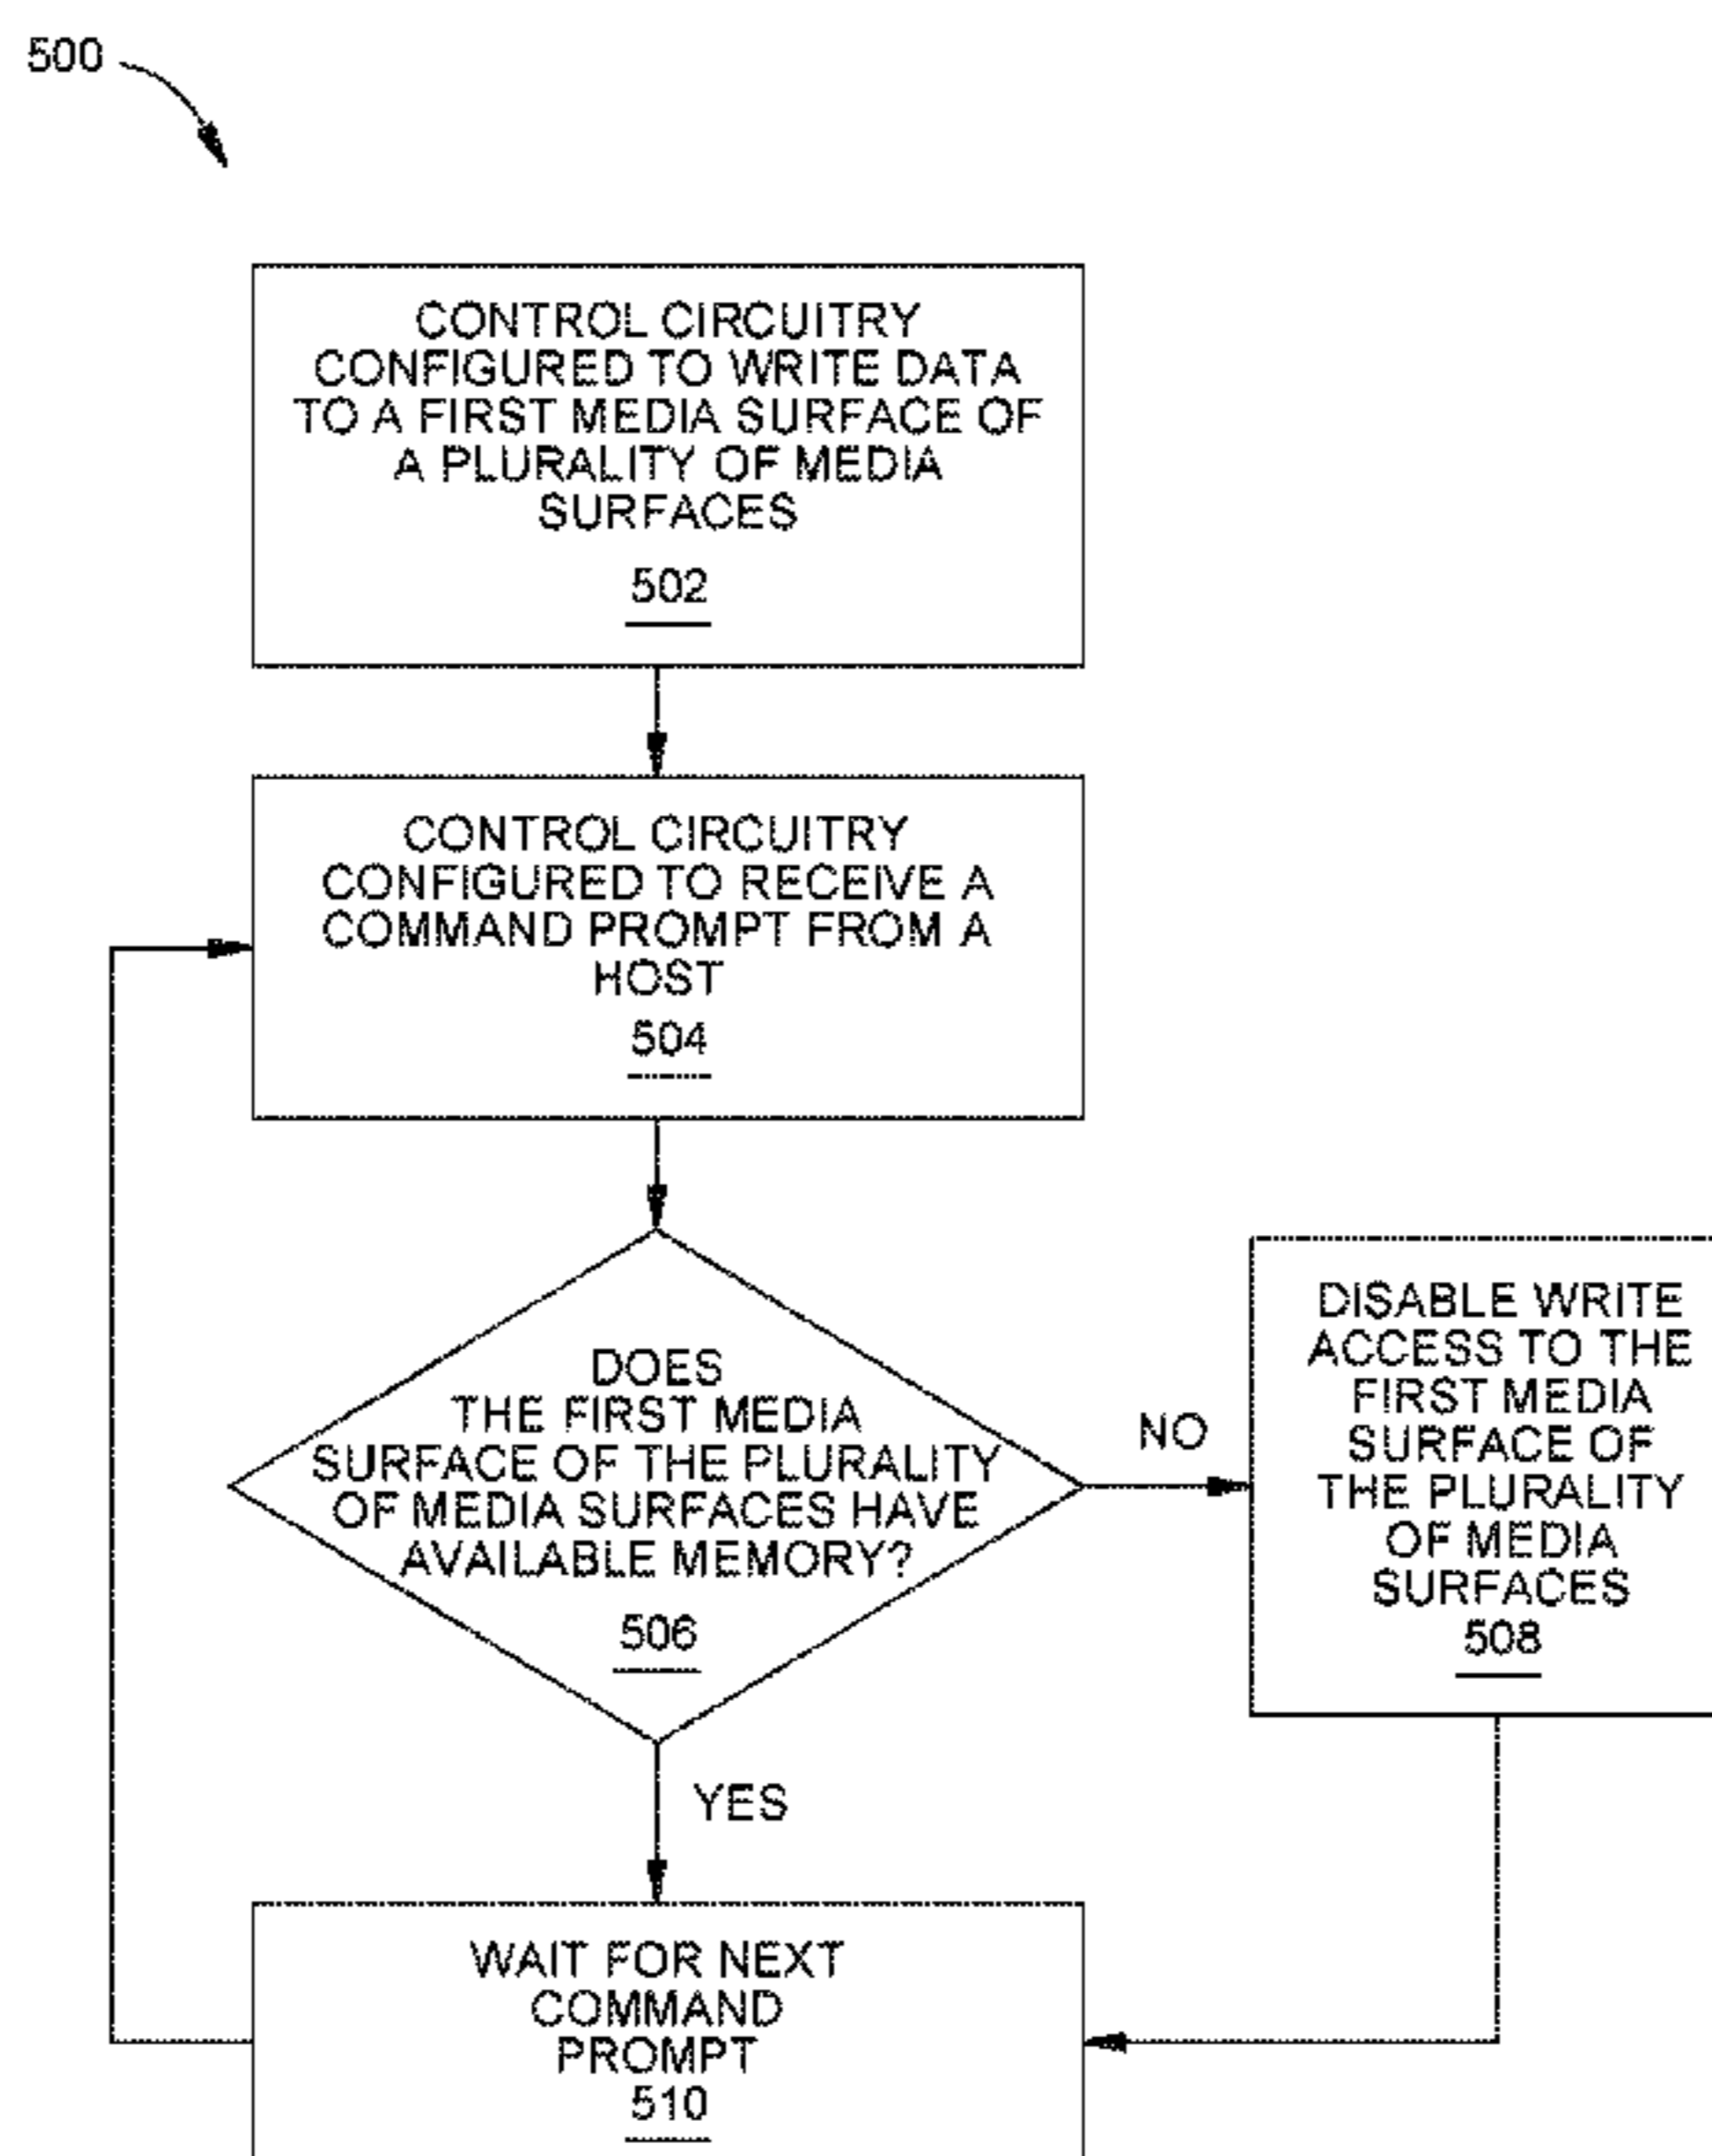 500
CONTROL CIRCUITRY
CONFIGURED TO WRITE DATA
TO A FIRST MEDIA SURFACE OF
A PLURALITY OF MEDIA
SURFACES
502
CONTROL CIRCUITRY
CONFIGURED TO RECEIVE A
COMMAND PROMPT FROM A
HOST
504
DOES
THE FIRST MEDIA
SURFACE OF THE PLURALITY
OF MEDIA SURFACES HAVE
AVAILABLE MEMORY?
506
NO
DISABLE WRITE
ACCESS TO THE
FIRST MEDIA
SURFACE OF
THE PLURALITY
OF MEDIA
SURFACES
508
YES
WAIT FOR NEXT
COMMAND
PROMPT
510